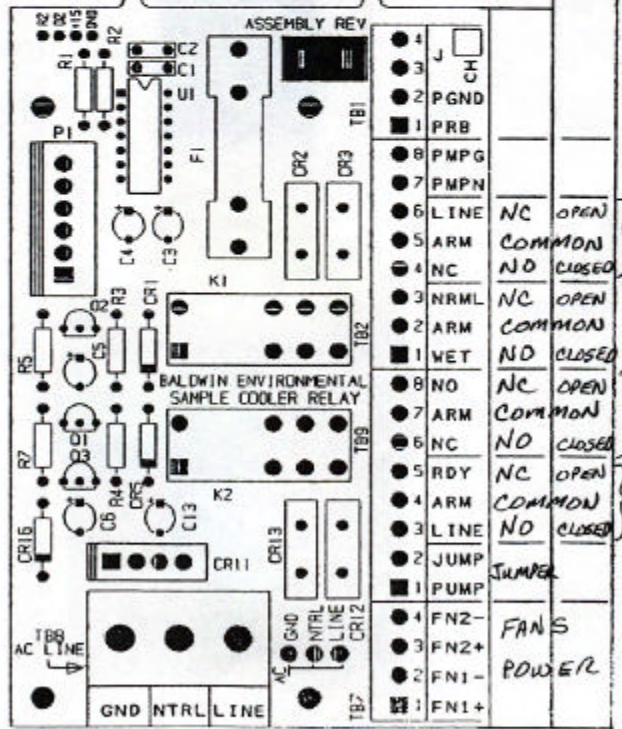 ASSEMBLY REV
Q2 D2 +15 GND
R1 R2
C2
C1
U1
P1
F1
TB1
CR2 CR3
C4 C3
K1
R3 CR1
Q2
R5 C5
TB2
BALDWIN ENVIRONMENTAL
SAMPLE COOLER RELAY
TB9
Q1
Q3
R7 R4 CR5
K2
C6 C13
CR16
CR11
CR13
CR12
TB8
AC LINE
AC GND NTRL LINE
TB7
GND NTRL LINE
4 J CH
3
2 PGND
1 PRB
8 PMPG
7 PMPN
6 LINE NC OPEN
5 ARM COMMON
4 NC NO CLOSED
3 NRML NC OPEN
2 ARM COMMON
1 WET NO CLOSED
8 NO NC OPEN
7 ARM COMMON
6 NC NO CLOSED
5 RDY NC OPEN
4 ARM COMMON
3 LINE NO CLOSED
2 JUMP JUMPER
1 PUMP
4 FN2- FANS
3 FN2+
2 FN1- POWER
1 FN1+